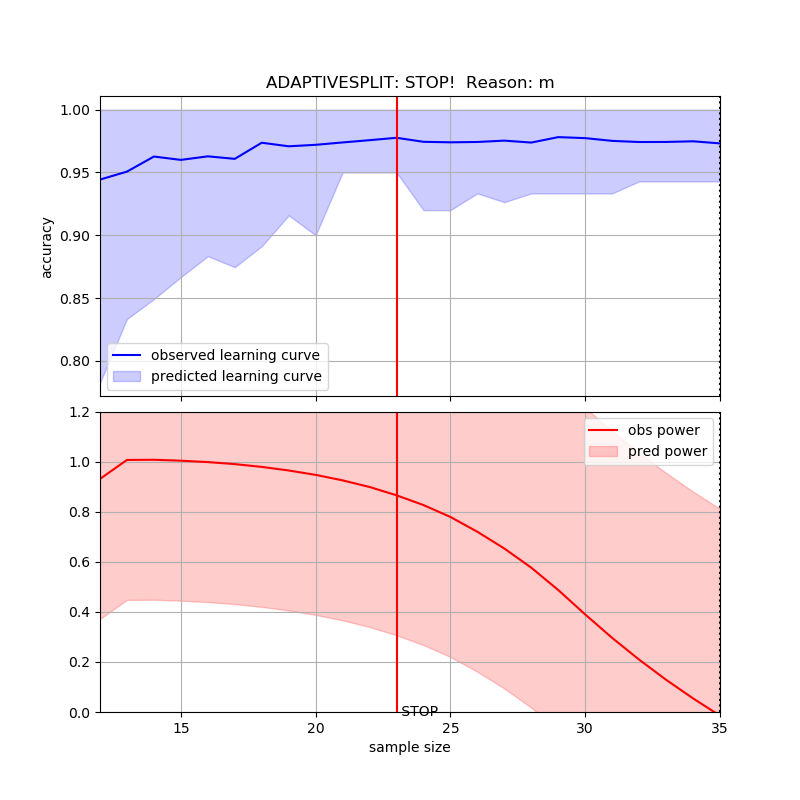 ADAPTIVESPLIT: STOP!  Reason: m
1.00
0.95
0.90
0.85
0.80
accuracy
observed learning curve
predicted learning curve
1.2
1.0
0.8
0.6
0.4
0.2
0.0
obs power
pred power
STOP
15
20
25
30
35
sample size